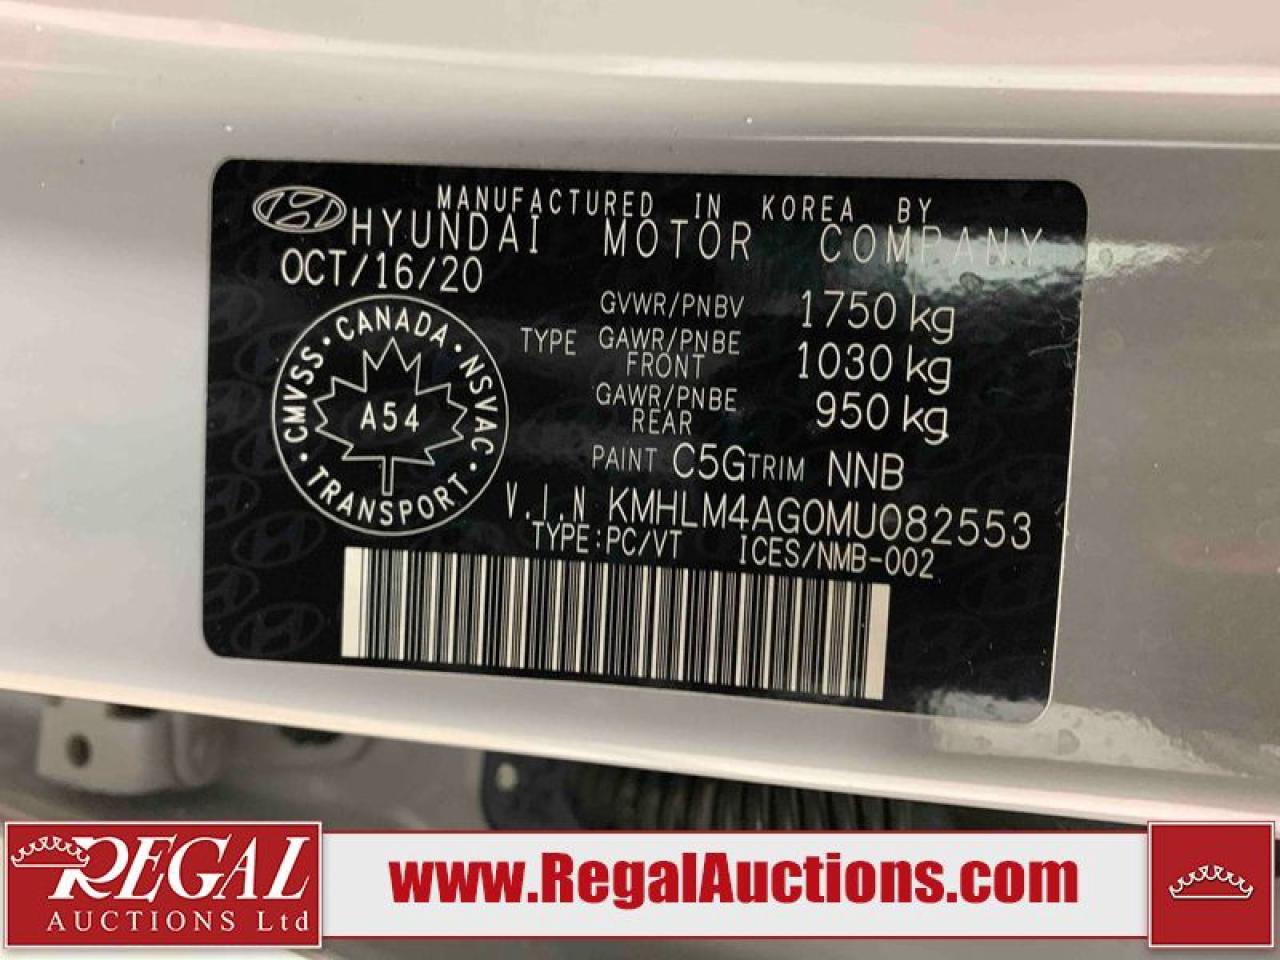 MANUFACTURED IN KOREA BY
HYUNDAI MOTOR COMPANY
OCT/16/20
GVWR/PNBV 1750 kg
TYPE GAWR/PNBE FRONT 1030 kg
GAWR/PNBE REAR 950 kg
PAINT C5G TRIM NNB
V.I.N KMHLM4AG0MU082553
TYPE:PC/VT ICES/NMB-002
CANADA · NSVAC · TRANSPORT · CMVSS ·
A54
REGAL
AUCTIONS Ltd
www.RegalAuctions.com